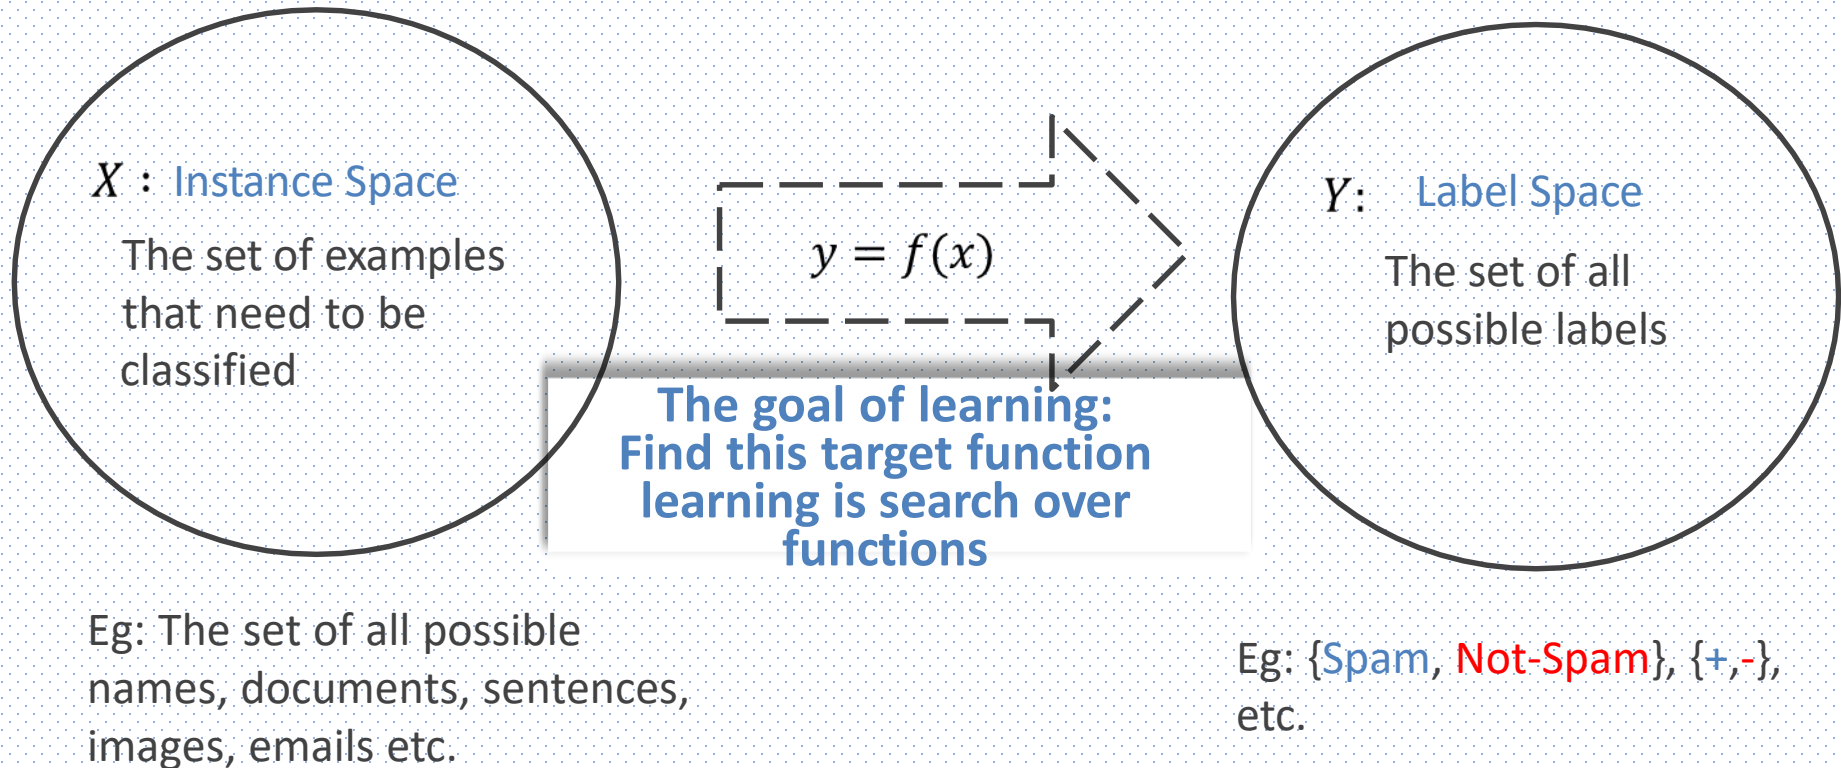 X : Instance Space
The set of examples
that need to be
classified
y = f(x)
The goal of learning:
Find this target function
learning is search over
functions
Y: Label Space
The set of all
possible labels
Eg: The set of all possible
names, documents, sentences,
images, emails etc.
Eg: {Spam, Not-Spam}, {+,-},
etc.